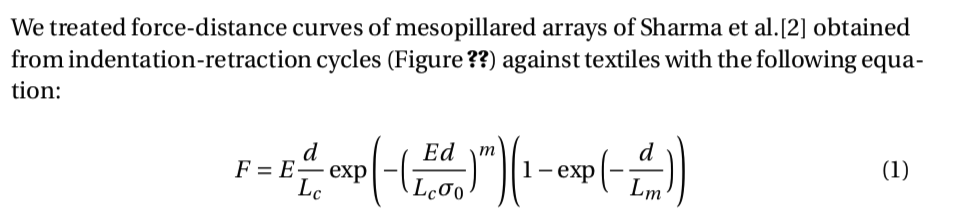 We treated force-distance curves of mesopillared arrays of Sharma et al.[2] obtained
from indentation-retraction cycles (Figure ??) against textiles with the following equa-
tion:
F = E \frac{d}{L_c} \exp\left(-\left(\frac{Ed}{L_c\sigma_0}\right)^m\right)\left(1-\exp\left(-\frac{d}{L_m}\right)\right) (1)